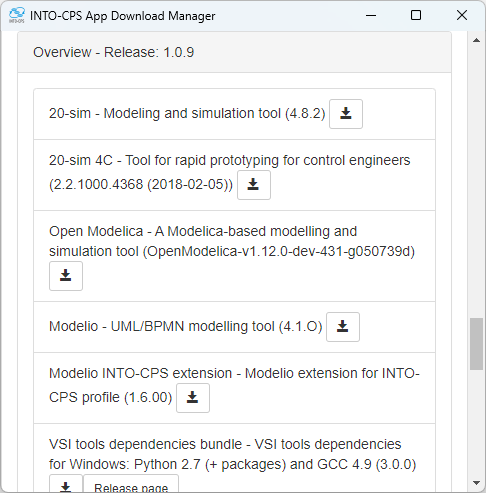 INTO-CPS App Download Manager
Overview - Release: 1.0.9
20-sim - Modeling and simulation tool (4.8.2)
20-sim 4C - Tool for rapid prototyping for control engineers
(2.2.1000.4368 (2018-02-05))
Open Modelica - A Modelica-based modelling and
simulation tool (OpenModelica-v1.12.0-dev-431-g050739d)
Modelio - UML/BPMN modelling tool (4.1.O)
Modelio INTO-CPS extension - Modelio extension for INTO-
CPS profile (1.6.00)
VSI tools dependencies bundle - VSI tools dependencies
for Windows: Python 2.7 (+ packages) and GCC 4.9 (3.0.0)
Release page